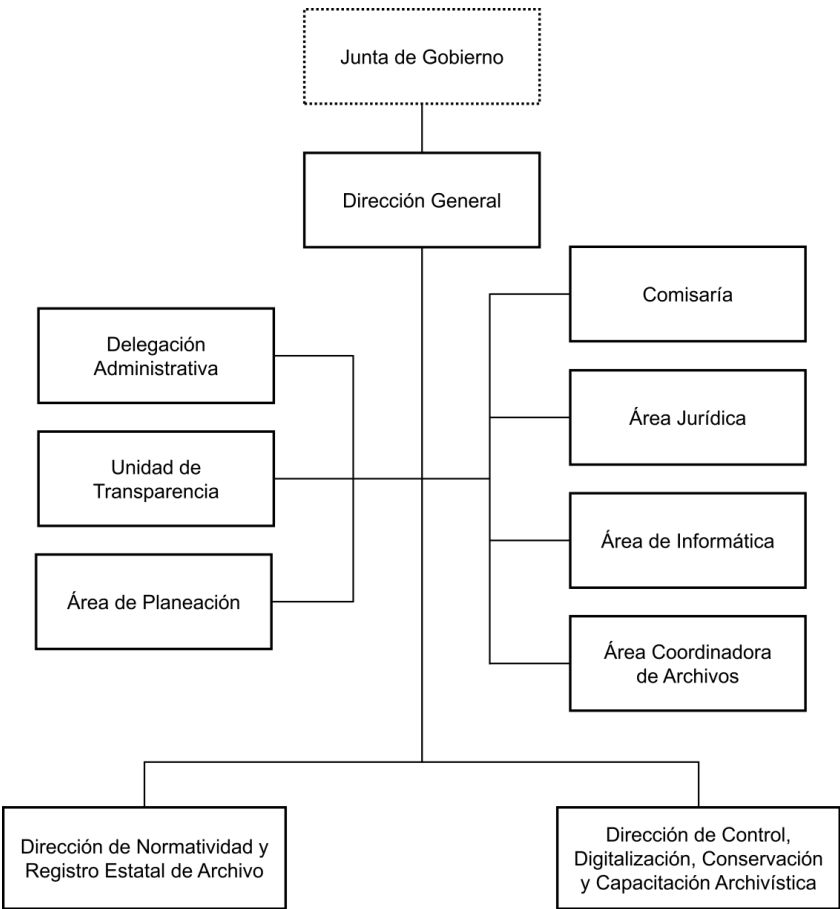 Junta de Gobierno
Dirección General
Comisaría
Delegación
Administrativa
Área Jurídica
Unidad de
Transparencia
Área de Informática
Área de Planeación
Área Coordinadora
de Archivos
Dirección de Normatividad y
Registro Estatal de Archivo
Dirección de Control,
Digitalización, Conservación
y Capacitación Archivística